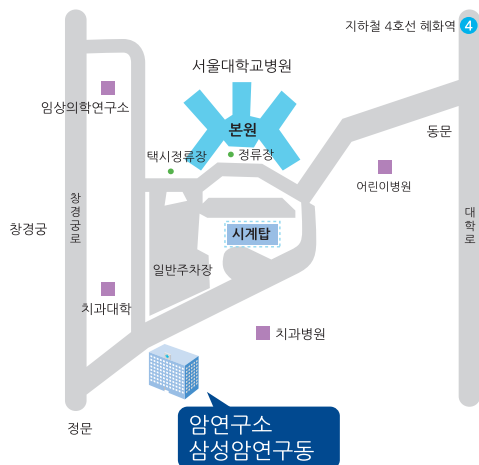 지하철 4호선 혜화역 4
서울대학교병원
임상의학연구소
본원
동문
택시정류장
정류장
어린이병원
창경궁로
대학로
창경궁
시계탑
일반주차장
치과대학
치과병원
정문
암연구소
삼성암연구동